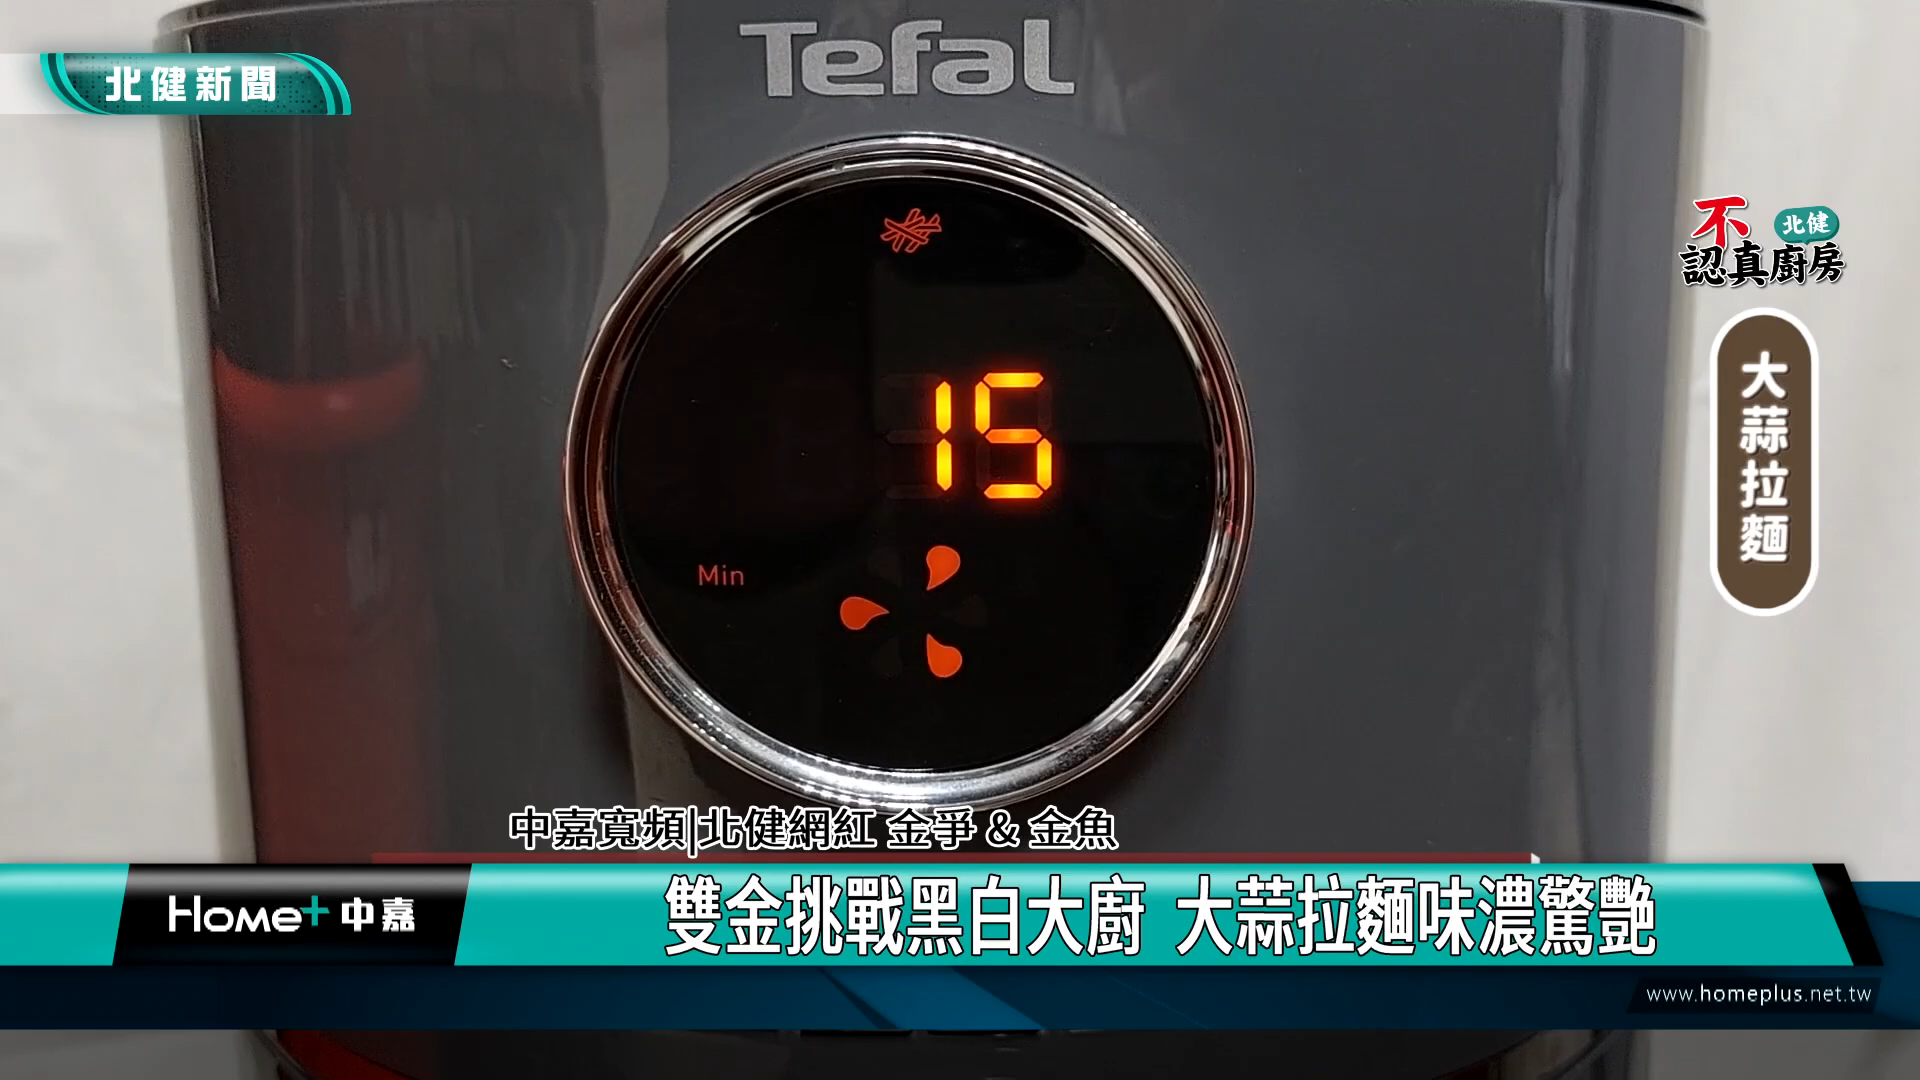 Tefal
北健新聞
不
北健
認真廚房
15
大蒜拉麵
Min
中嘉寬頻|北健網紅 金爭 & 金魚
Home+ 中嘉
雙金挑戰黑白大廚 大蒜拉麵味濃驚艷
www.homeplus.net.tw